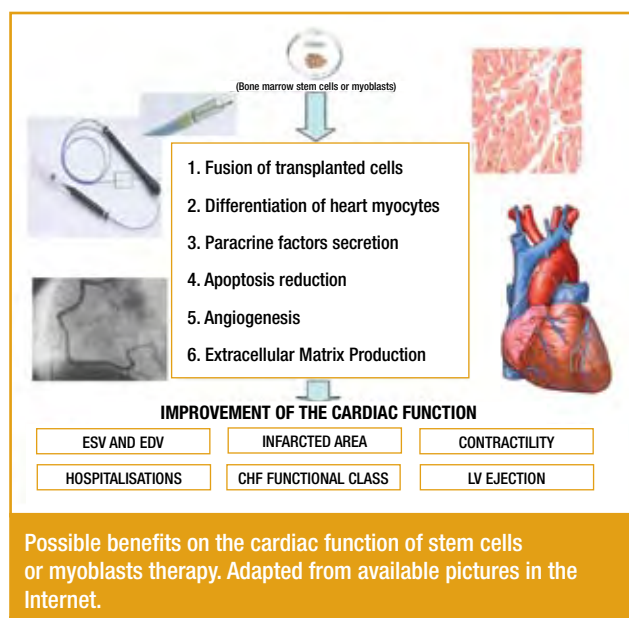 (Bone marrow stem cells or myoblasts)
1. Fusion of transplanted cells
2. Differentiation of heart myocytes
3. Paracrine factors secretion
4. Apoptosis reduction
5. Angiogenesis
6. Extracellular Matrix Production
IMPROVEMENT OF THE CARDIAC FUNCTION
ESV AND EDV
INFARCTED AREA
CONTRACTILITY
HOSPITALISATIONS
CHF FUNCTIONAL CLASS
LV EJECTION
Possible benefits on the cardiac function of stem cells
or myoblasts therapy. Adapted from available pictures in the
Internet.